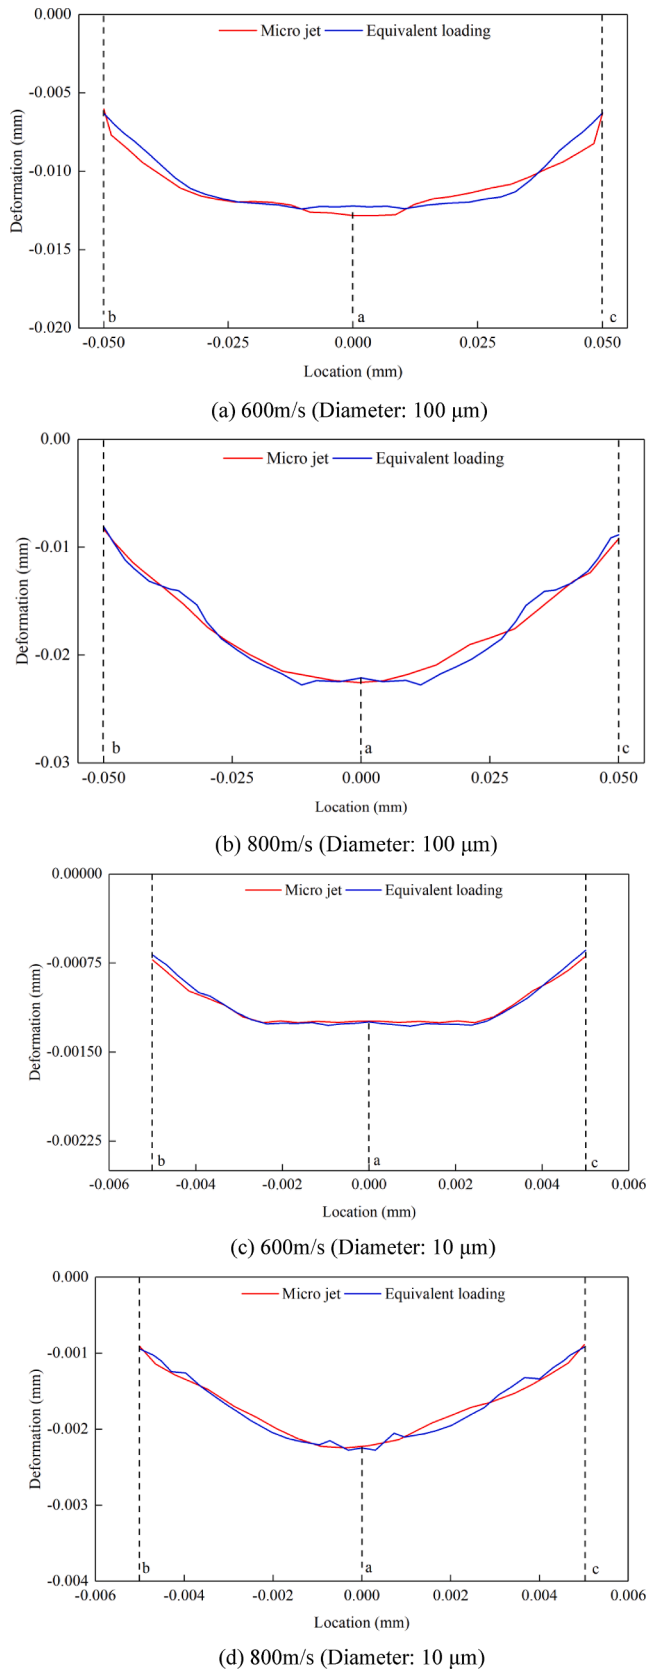 0.000
Micro jet Equivalent loading
-0.005
-0.010
-0.015
-0.020
Deformation (mm)
b a c
-0.050 -0.025 0.000 0.025 0.050
Location (mm)
(a) 600m/s (Diameter: 100 μm)
0.00
Micro jet Equivalent loading
-0.01
-0.02
-0.03
Deformation (mm)
b a c
-0.050 -0.025 0.000 0.025 0.050
Location (mm)
(b) 800m/s (Diameter: 100 μm)
0.00000
Micro jet Equivalent loading
-0.00075
-0.00150
-0.00225
Deformation (mm)
b a c
-0.006 -0.004 -0.002 0.000 0.002 0.004 0.006
Location (mm)
(c) 600m/s (Diameter: 10 μm)
0.000
Micro jet Equivalent loading
-0.001
-0.002
-0.003
-0.004
Deformation (mm)
b a c
-0.006 -0.004 -0.002 0.000 0.002 0.004 0.006
Location (mm)
(d) 800m/s (Diameter: 10 μm)